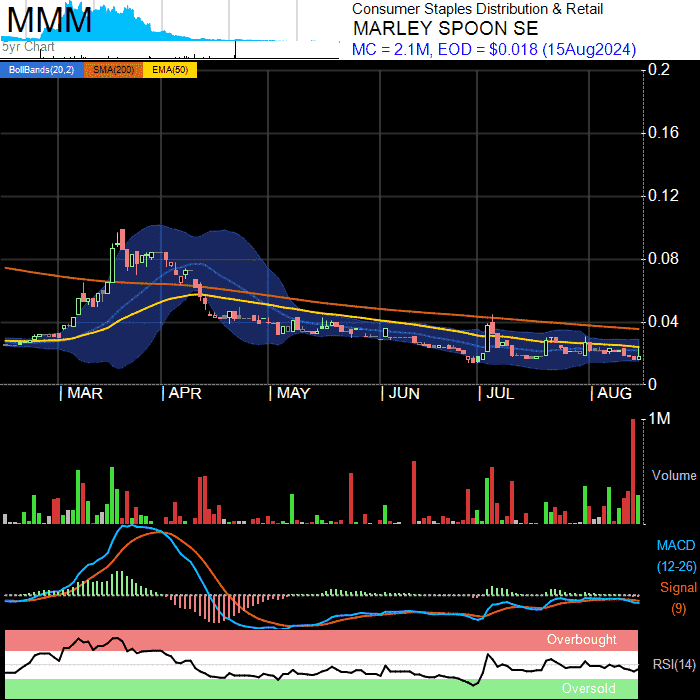 MMM
5yr Chart
Consumer Staples Distribution & Retail
MARLEY SPOON SE
MC = 2.1M, EOD = $0.018 (15Aug2024)
BollBands(20,2) SMA(200) EMA(50)
0.2
0.16
0.12
0.08
0.04
0
MAR APR MAY JUN JUL AUG
1M
Volume
MACD
(12-26)
Signal
(9)
Overbought
RSI(14)
Oversold